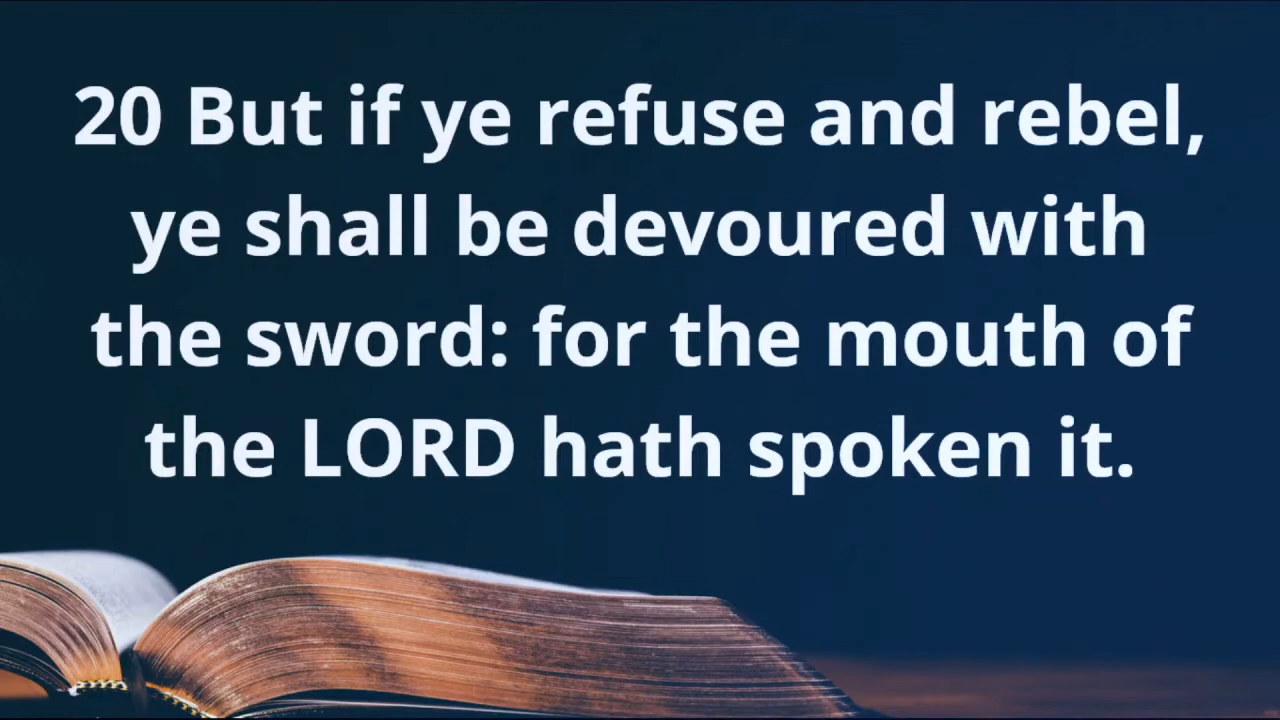 20 But if ye refuse and rebel,
ye shall be devoured with
the sword: for the mouth of
the LORD hath spoken it.